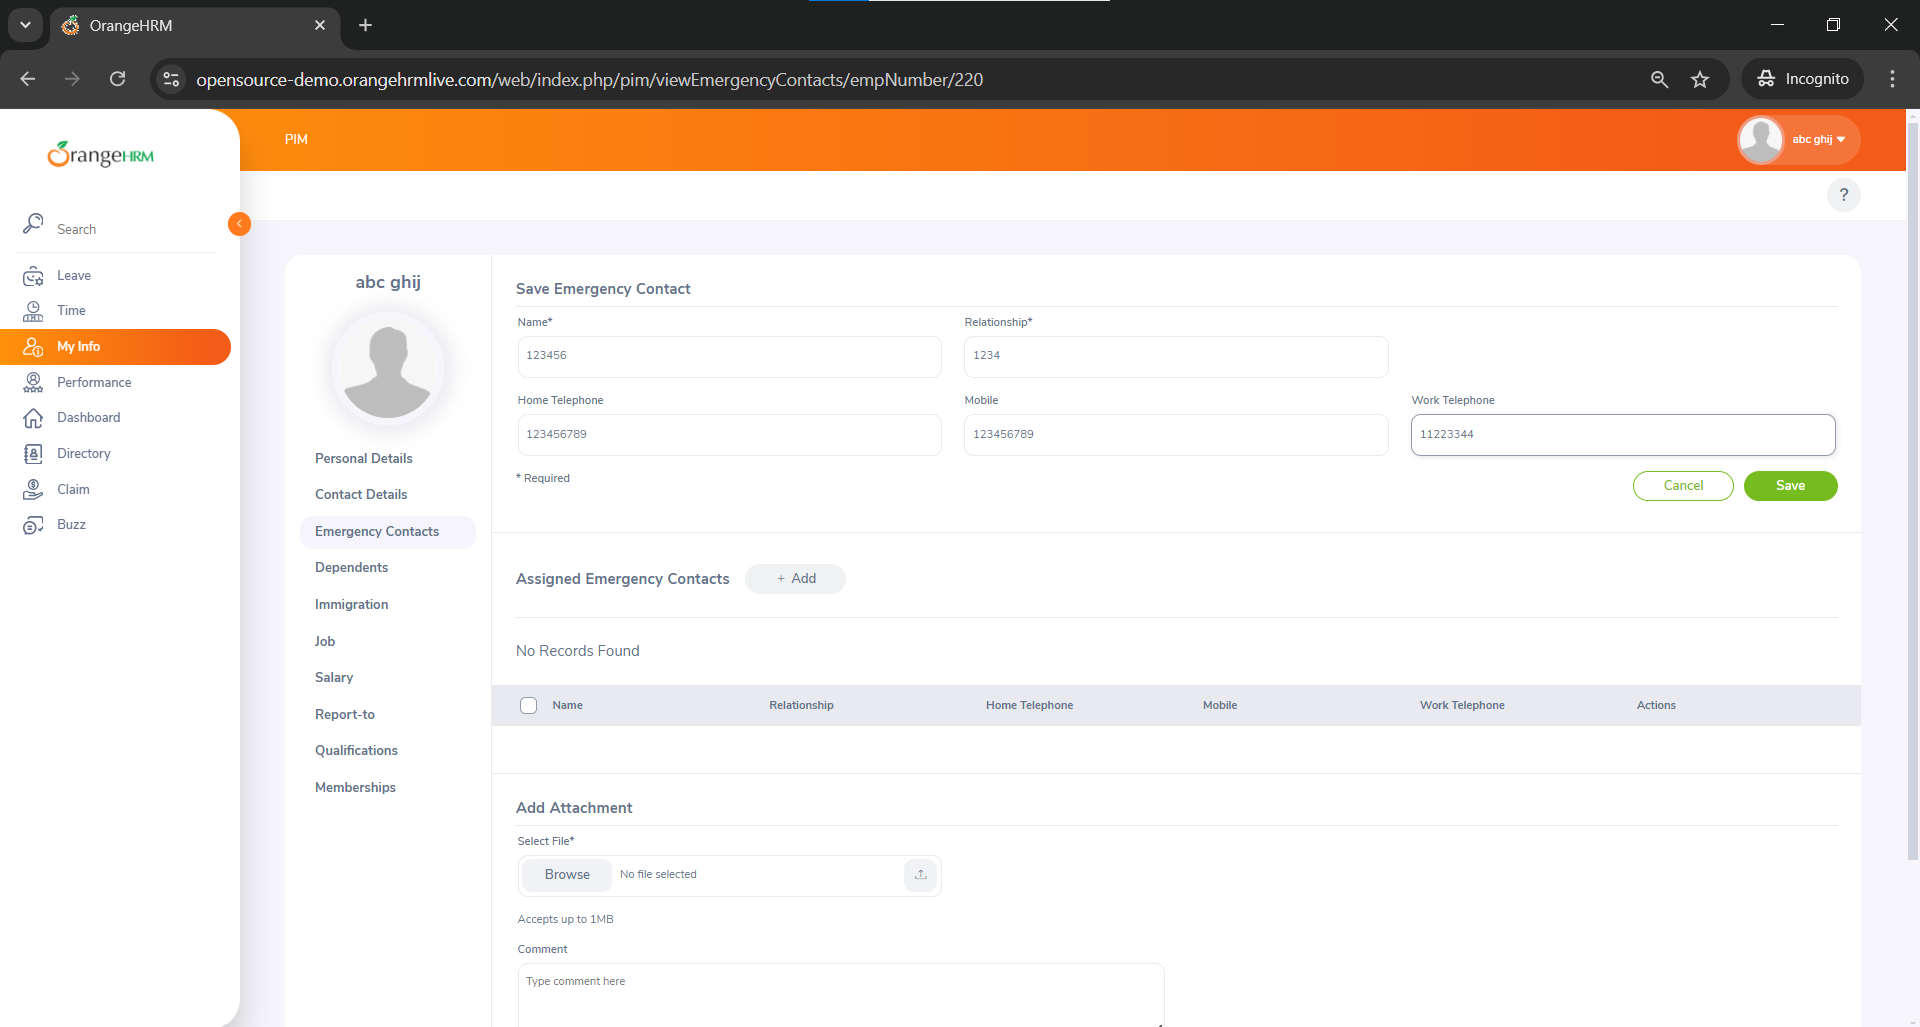 OrangeHRM
opensource-demo.orangehrmlive.com/web/index.php/pim/viewEmergencyContacts/empNumber/220
Incognito
OrangeHRM
PIM
abc ghij
?
Search
Leave
Time
My Info
Performance
Dashboard
Directory
Claim
Buzz
abc ghij
Personal Details
Contact Details
Emergency Contacts
Dependents
Immigration
Job
Salary
Report-to
Qualifications
Memberships
Save Emergency Contact
Name* Relationship*
123456 1234
Home Telephone Mobile Work Telephone
123456789 123456789 11223344
* Required Cancel Save
Assigned Emergency Contacts + Add
No Records Found
Name Relationship Home Telephone Mobile Work Telephone Actions
Add Attachment
Select File*
Browse No file selected
Accepts up to 1MB
Comment
Type comment here